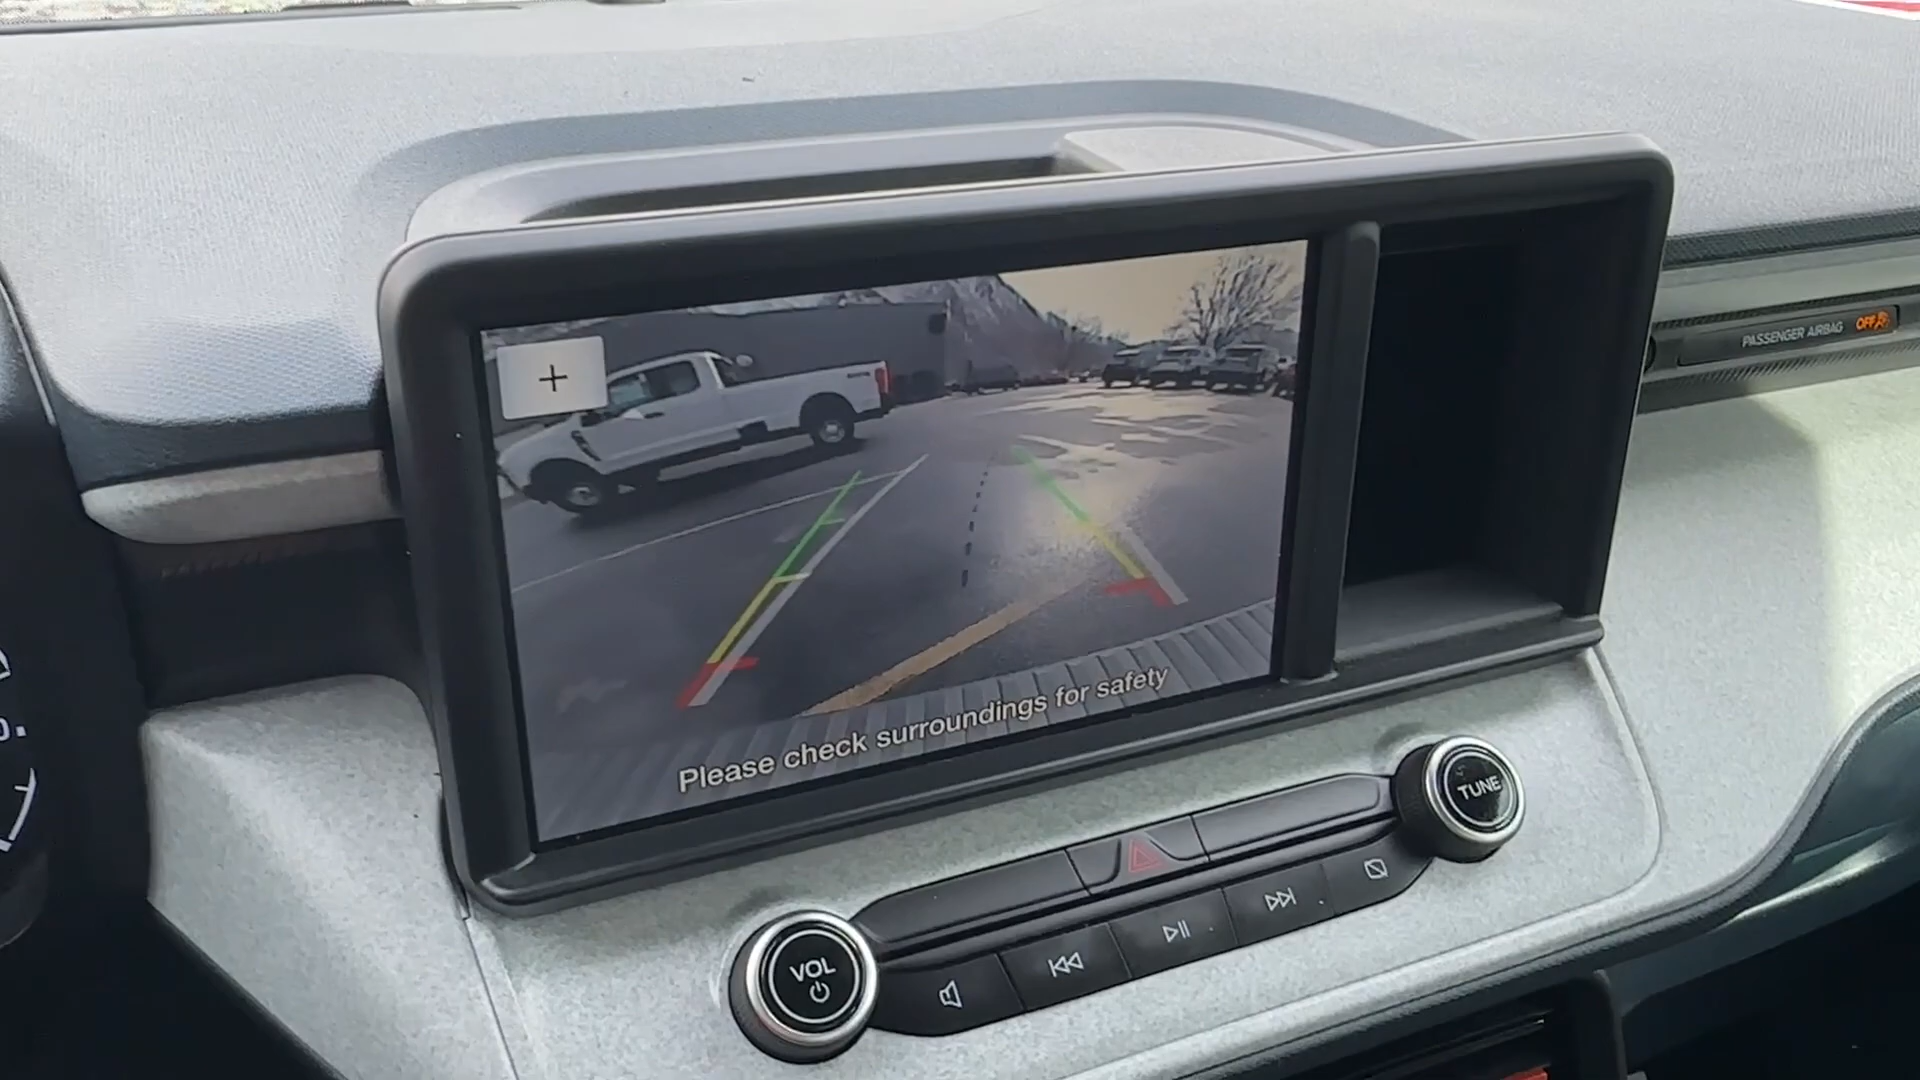 PASSENGER AIRBAG OFF
+
Please check surroundings for safety
TUNE
VOL